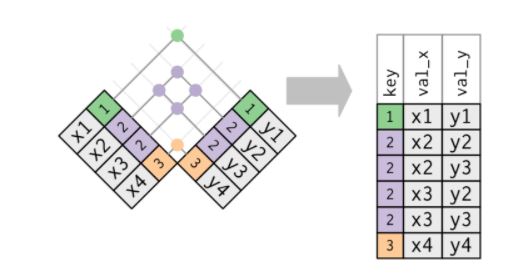 1 x1
2 x2
2 x3
3 x4
1 y1
2 y2
2 y3
3 y4
key val_x val_y
1 x1 y1
2 x2 y2
2 x2 y3
2 x3 y2
2 x3 y3
3 x4 y4